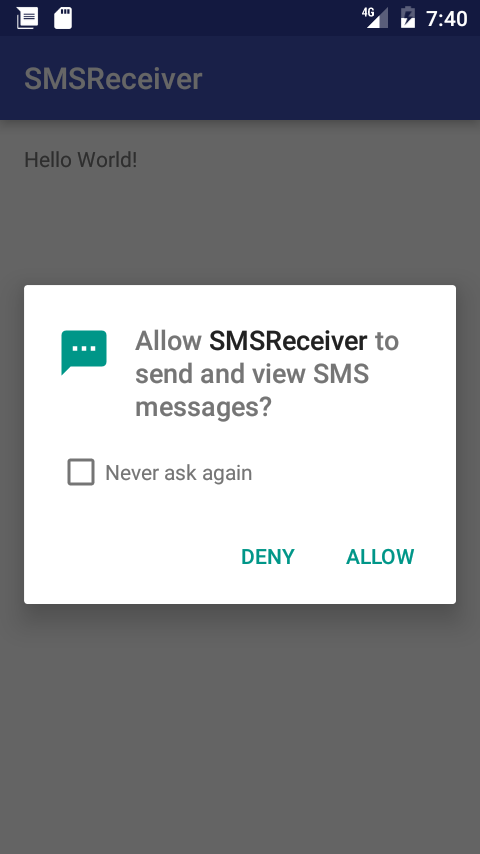 4G 7:40
SMSReceiver
Hello World!
Allow SMSReceiver to
send and view SMS
messages?
Never ask again
DENY ALLOW